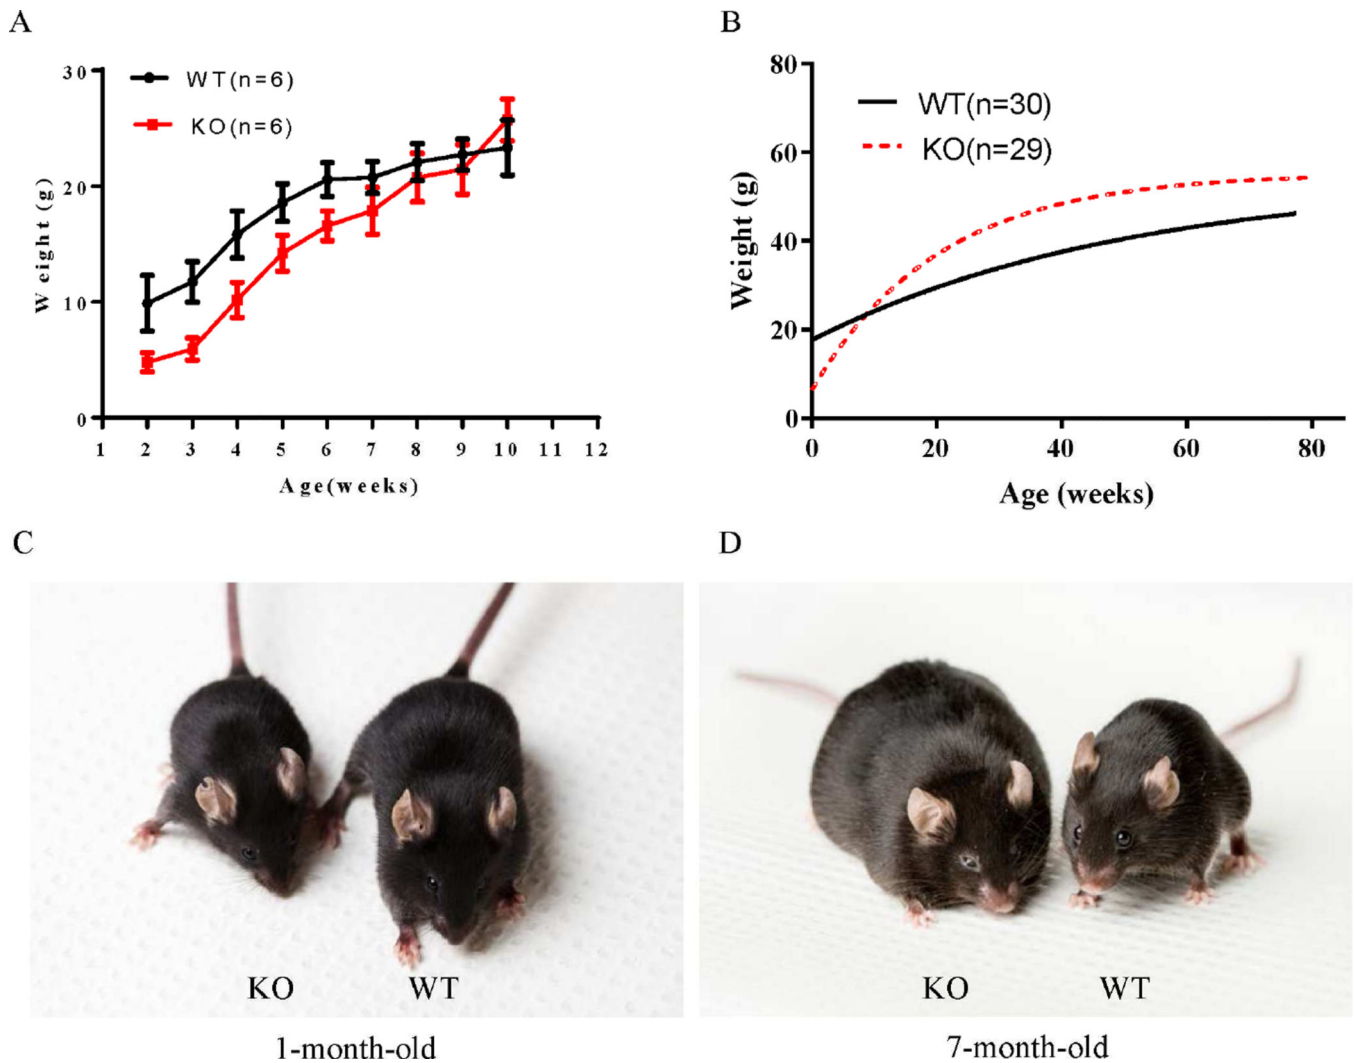 A
30
WT(n=6)
KO(n=6)
20
10
0
Weight (g)
1 2 3 4 5 6 7 8 9 10 11 12
Age(weeks)
B
80
WT(n=30)
KO(n=29)
60
40
20
0
Weight (g)
0 20 40 60 80
Age (weeks)
C
KO WT
1-month-old
D
KO WT
7-month-old